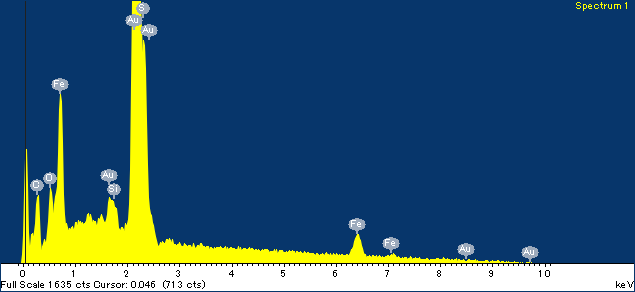 Spectrum 1
S
Au
Au
Fe
Au
O
Si
Fe
Fe
Au
Au
0 1 2 3 4 5 6 7 8 9 10
Full Scale 1635 cts Cursor: 0.046 (713 cts) keV